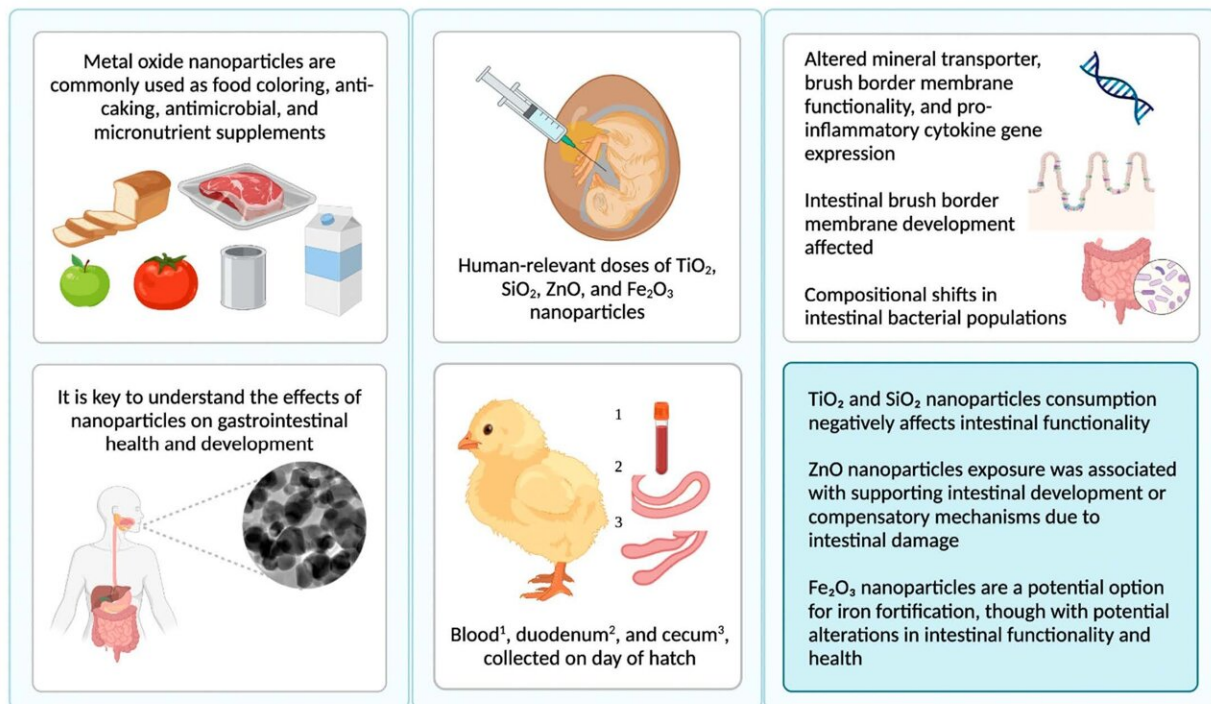 Metal oxide nanoparticles are
commonly used as food coloring, anti-
caking, antimicrobial, and
micronutrient supplements
It is key to understand the effects of
nanoparticles on gastrointestinal
health and development
Human-relevant doses of TiO₂,
SiO₂, ZnO, and Fe₂O₃
nanoparticles
1
2
3
Blood¹, duodenum², and cecum³,
collected on day of hatch
Altered mineral transporter,
brush border membrane
functionality, and pro-
inflammatory cytokine gene
expression
Intestinal brush border
membrane development
affected
Compositional shifts in
intestinal bacterial populations
TiO₂ and SiO₂ nanoparticles consumption
negatively affects intestinal functionality
ZnO nanoparticles exposure was associated
with supporting intestinal development or
compensatory mechanisms due to
intestinal damage
Fe₂O₃ nanoparticles are a potential option
for iron fortification, though with potential
alterations in intestinal functionality and
health